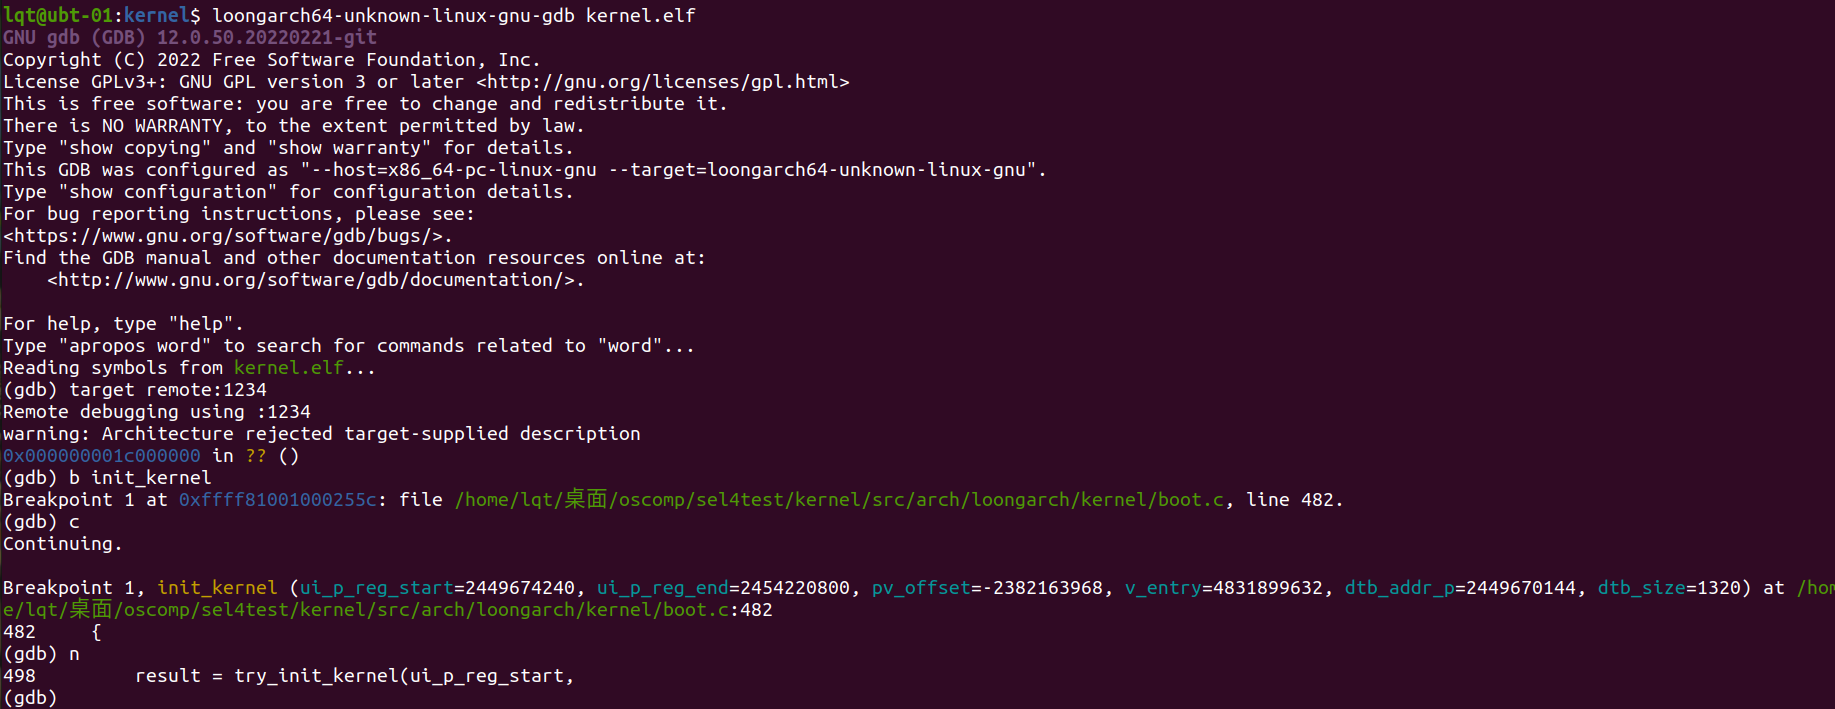 lqt@ubt-01:kernel$ loongarch64-unknown-linux-gnu-gdb kernel.elf
GNU gdb (GDB) 12.0.50.20220221-git
Copyright (C) 2022 Free Software Foundation, Inc.
License GPLv3+: GNU GPL version 3 or later <http://gnu.org/licenses/gpl.html>
This is free software: you are free to change and redistribute it.
There is NO WARRANTY, to the extent permitted by law.
Type "show copying" and "show warranty" for details.
This GDB was configured as "--host=x86_64-pc-linux-gnu --target=loongarch64-unknown-linux-gnu".
Type "show configuration" for configuration details.
For bug reporting instructions, please see:
<https://www.gnu.org/software/gdb/bugs/>.
Find the GDB manual and other documentation resources online at:
    <http://www.gnu.org/software/gdb/documentation/>.

For help, type "help".
Type "apropos word" to search for commands related to "word"...
Reading symbols from kernel.elf...
(gdb) target remote:1234
Remote debugging using :1234
warning: Architecture rejected target-supplied description
0x000000001c000000 in ?? ()
(gdb) b init_kernel
Breakpoint 1 at 0xffff81001000255c: file /home/lqt/桌面/oscomp/sel4test/kernel/src/arch/loongarch/kernel/boot.c, line 482.
(gdb) c
Continuing.

Breakpoint 1, init_kernel (ui_p_reg_start=2449674240, ui_p_reg_end=2454220800, pv_offset=-2382163968, v_entry=4831899632, dtb_addr_p=2449670144, dtb_size=1320) at /hom
e/lqt/桌面/oscomp/sel4test/kernel/src/arch/loongarch/kernel/boot.c:482
482     {
(gdb) n
498         result = try_init_kernel(ui_p_reg_start,
(gdb)